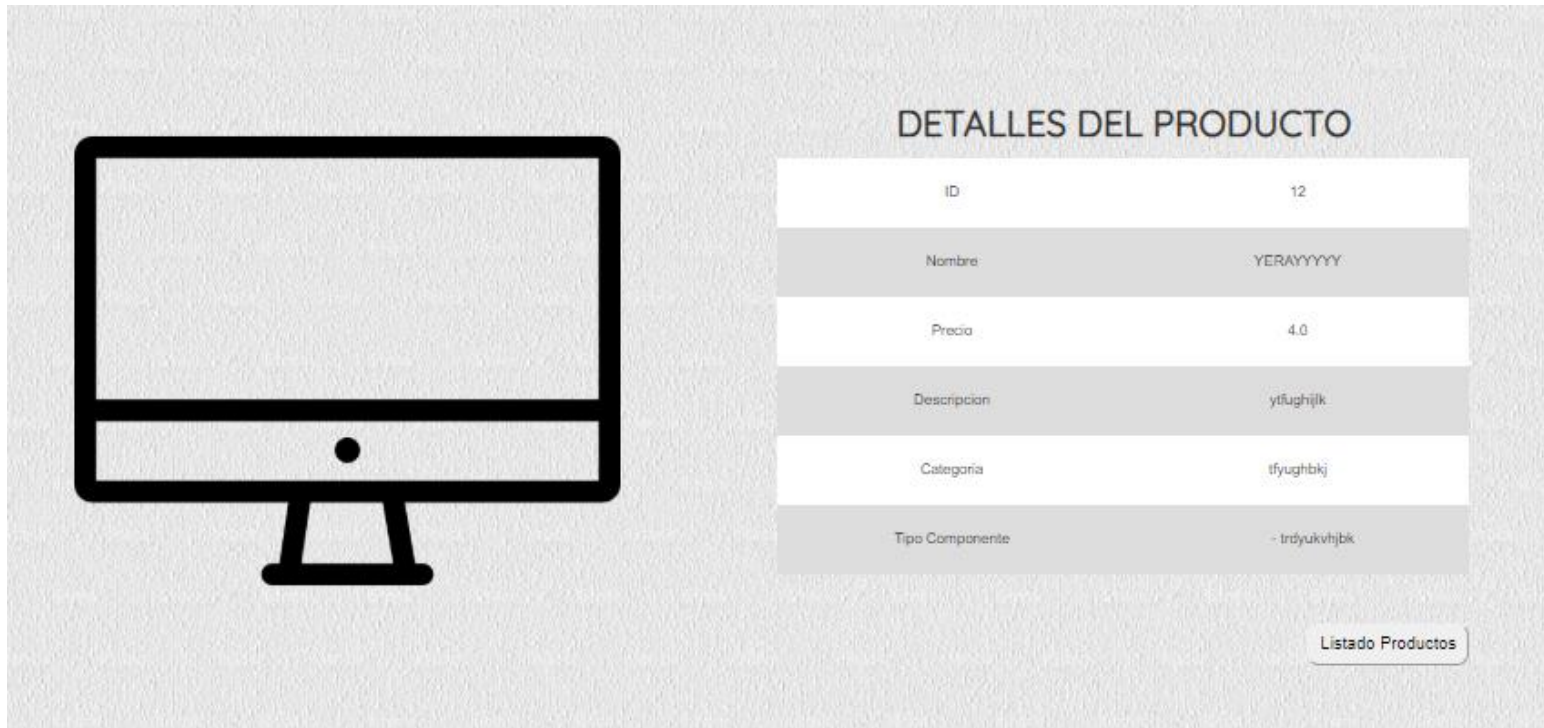 DETALLES DEL PRODUCTO
ID 12
Nombre YERAYYYYY
Precio 4.0
Descripcion ytfughijlk
Categoria tfyughbkj
Tipo Componente - trdyukvhjbk
Listado Productos